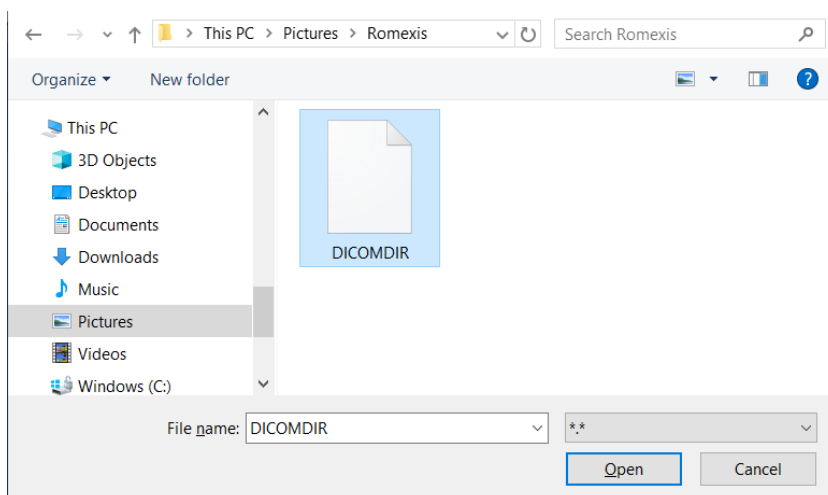 This PC > Pictures > Romexis
Search Romexis
Organize
New folder
This PC
3D Objects
Desktop
Documents
Downloads
Music
Pictures
Videos
Windows (C:)
DICOMDIR
File name: DICOMDIR
*.*
Open
Cancel